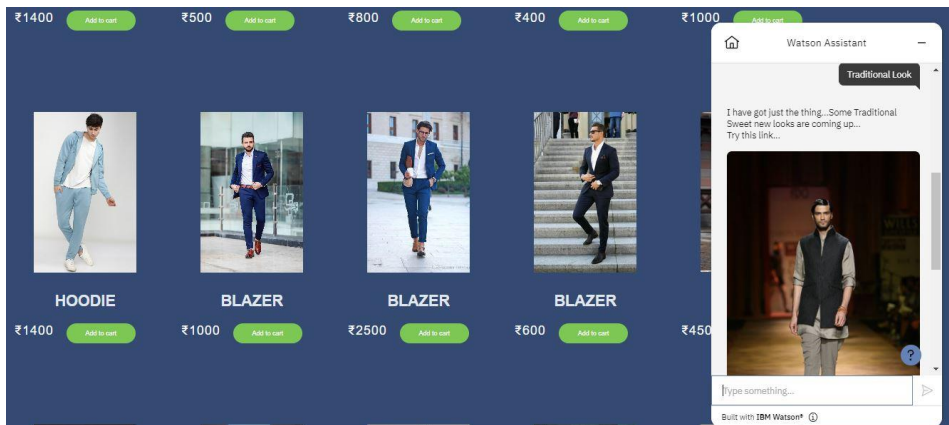 ₹1400 Add to cart
₹500 Add to cart
₹800 Add to cart
₹400 Add to cart
₹1000 Add to cart
HOODIE
₹1400 Add to cart
BLAZER
₹1000 Add to cart
BLAZER
₹2500 Add to cart
BLAZER
₹600 Add to cart
₹450
Watson Assistant
Traditional Look
I have got just the thing...Some Traditional
Sweet new looks are coming up...
Try this link...
?
Type something...
Built with IBM Watson®